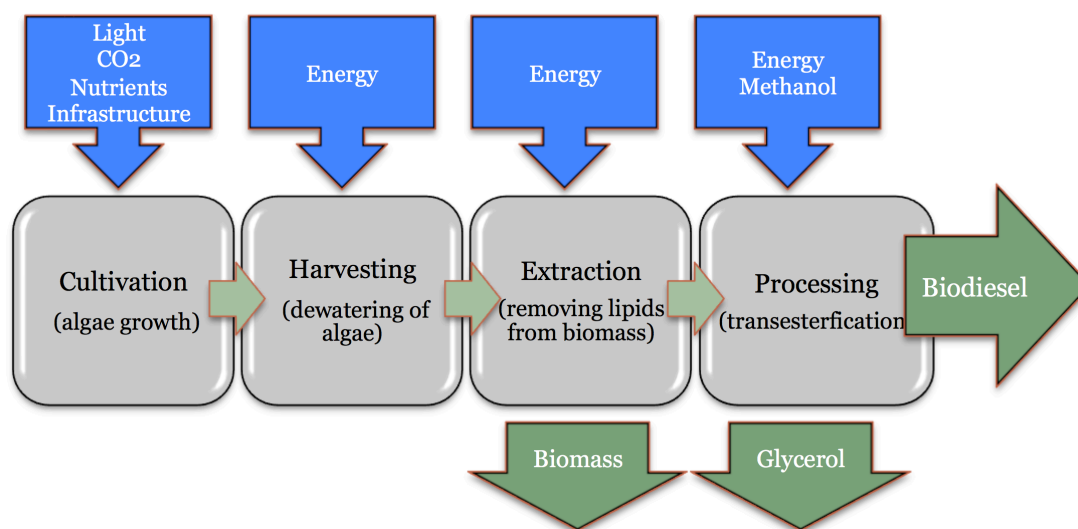 Light
CO2
Nutrients
Infrastructure
Energy
Energy
Energy
Methanol
Cultivation
(algae growth)
Harvesting
(dewatering of
algae)
Extraction
(removing lipids
from biomass)
Processing
(transesterfication)
Biodiesel
Biomass
Glycerol